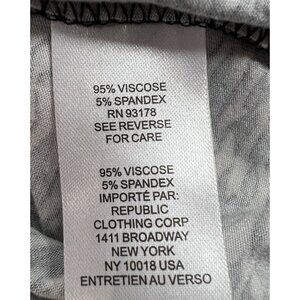 95% VISCOSE
5% SPANDEX
RN 93178
SEE REVERSE
FOR CARE
95% VISCOSE
5% SPANDEX
IMPORTÉ PAR:
REPUBLIC
CLOTHING CORP
1411 BROADWAY
NEW YORK
NY 10018 USA
ENTRETIEN AU VERSO